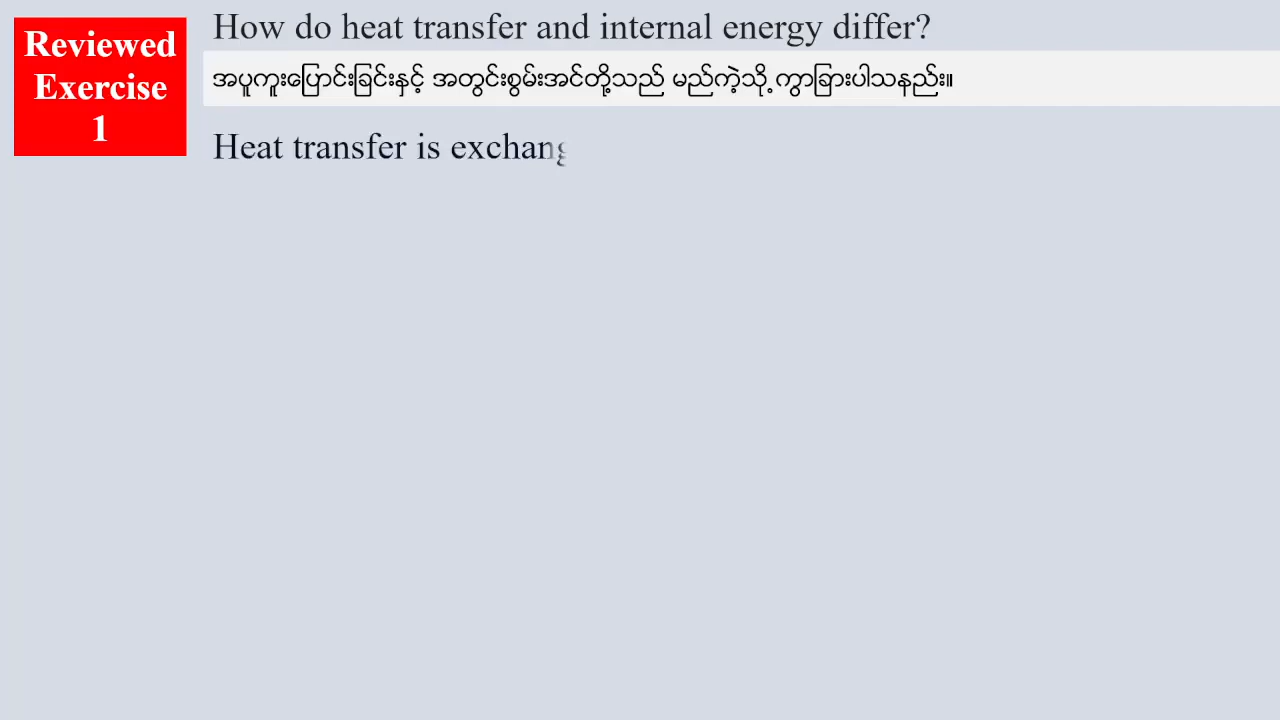 Reviewed
Exercise
1
How do heat transfer and internal energy differ?
အပူကူးပြောင်းခြင်းနှင့် အတွင်းစွမ်းအင်တို့သည် မည်ကဲ့သို့ ကွာခြားပါသနည်း။
Heat transfer is